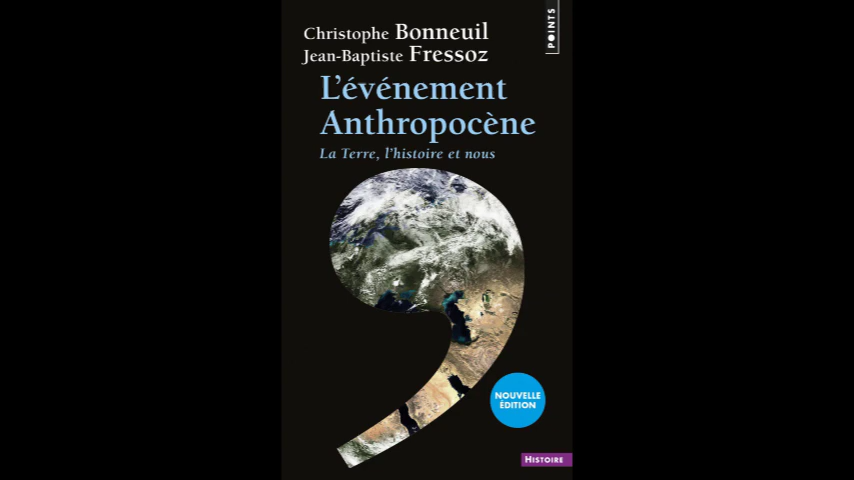 Christophe Bonneuil
Jean-Baptiste Fressoz
POINTS
L'événement
Anthropocène
La Terre, l'histoire et nous
NOUVELLE
ÉDITION
HISTOIRE